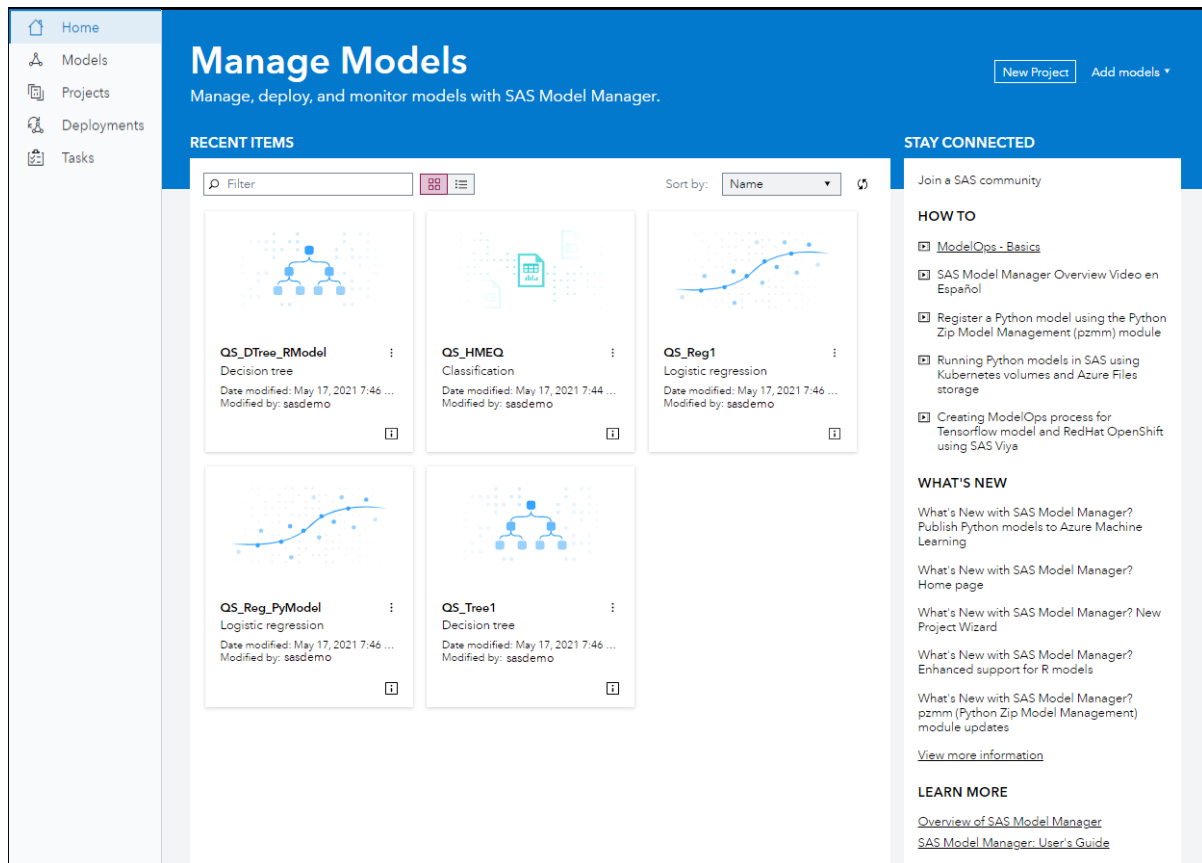 Home
Models
Projects
Deployments
Tasks
Manage Models
Manage, deploy, and monitor models with SAS Model Manager.
New Project
Add models
RECENT ITEMS
Filter
Sort by:
Name
QS_DTree_RModel
Decision tree
Date modified: May 17, 2021 7:46 ...
Modified by: sasdemo
QS_HMEQ
Classification
Date modified: May 17, 2021 7:44 ...
Modified by: sasdemo
QS_Reg1
Logistic regression
Date modified: May 17, 2021 7:46 ...
Modified by: sasdemo
QS_Reg_PyModel
Logistic regression
Date modified: May 17, 2021 7:46 ...
Modified by: sasdemo
QS_Tree1
Decision tree
Date modified: May 17, 2021 7:46 ...
Modified by: sasdemo
STAY CONNECTED
Join a SAS community
HOW TO
ModelOps - Basics
SAS Model Manager Overview Video en
Español
Register a Python model using the Python
Zip Model Management (pzmm) module
Running Python models in SAS using
Kubernetes volumes and Azure Files
storage
Creating ModelOps process for
Tensorflow model and RedHat OpenShift
using SAS Viya
WHAT'S NEW
What's New with SAS Model Manager?
Publish Python models to Azure Machine
Learning
What's New with SAS Model Manager?
Home page
What's New with SAS Model Manager? New
Project Wizard
What's New with SAS Model Manager?
Enhanced support for R models
What's New with SAS Model Manager?
pzmm (Python Zip Model Management)
module updates
View more information
LEARN MORE
Overview of SAS Model Manager
SAS Model Manager: User's Guide